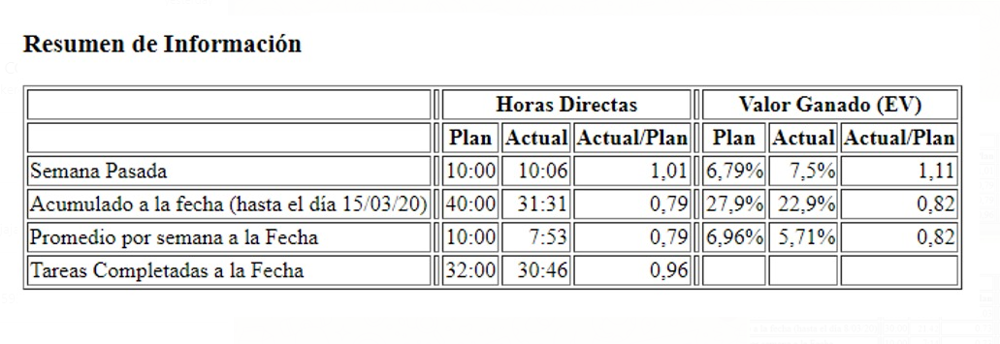 Resumen de Información
Horas Directas Valor Ganado (EV)
Plan Actual Actual/Plan Plan Actual Actual/Plan
Semana Pasada 10:00 10:06 1,01 6,79% 7,5% 1,11
Acumulado a la fecha (hasta el día 15/03/20) 40:00 31:31 0,79 27,9% 22,9% 0,82
Promedio por semana a la Fecha 10:00 7:53 0,79 6,96% 5,71% 0,82
Tareas Completadas a la Fecha 32:00 30:46 0,96